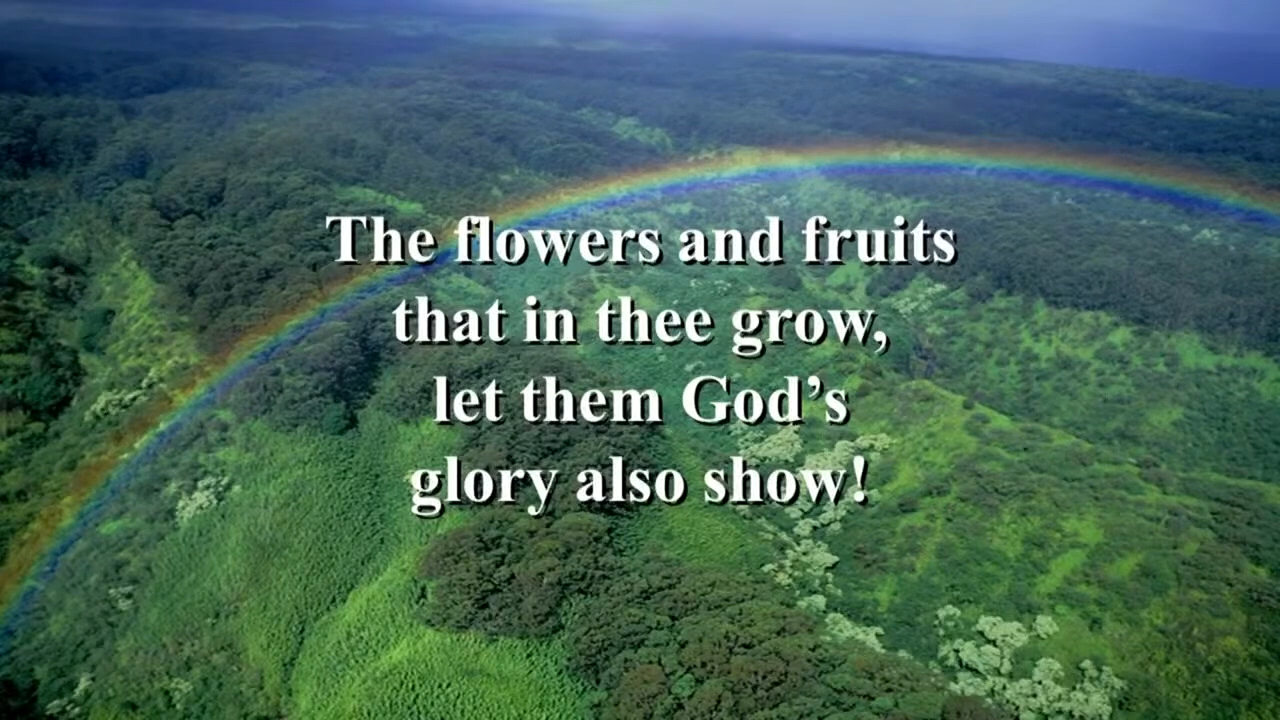 The flowers and fruits
that in thee grow,
let them God’s
glory also show!